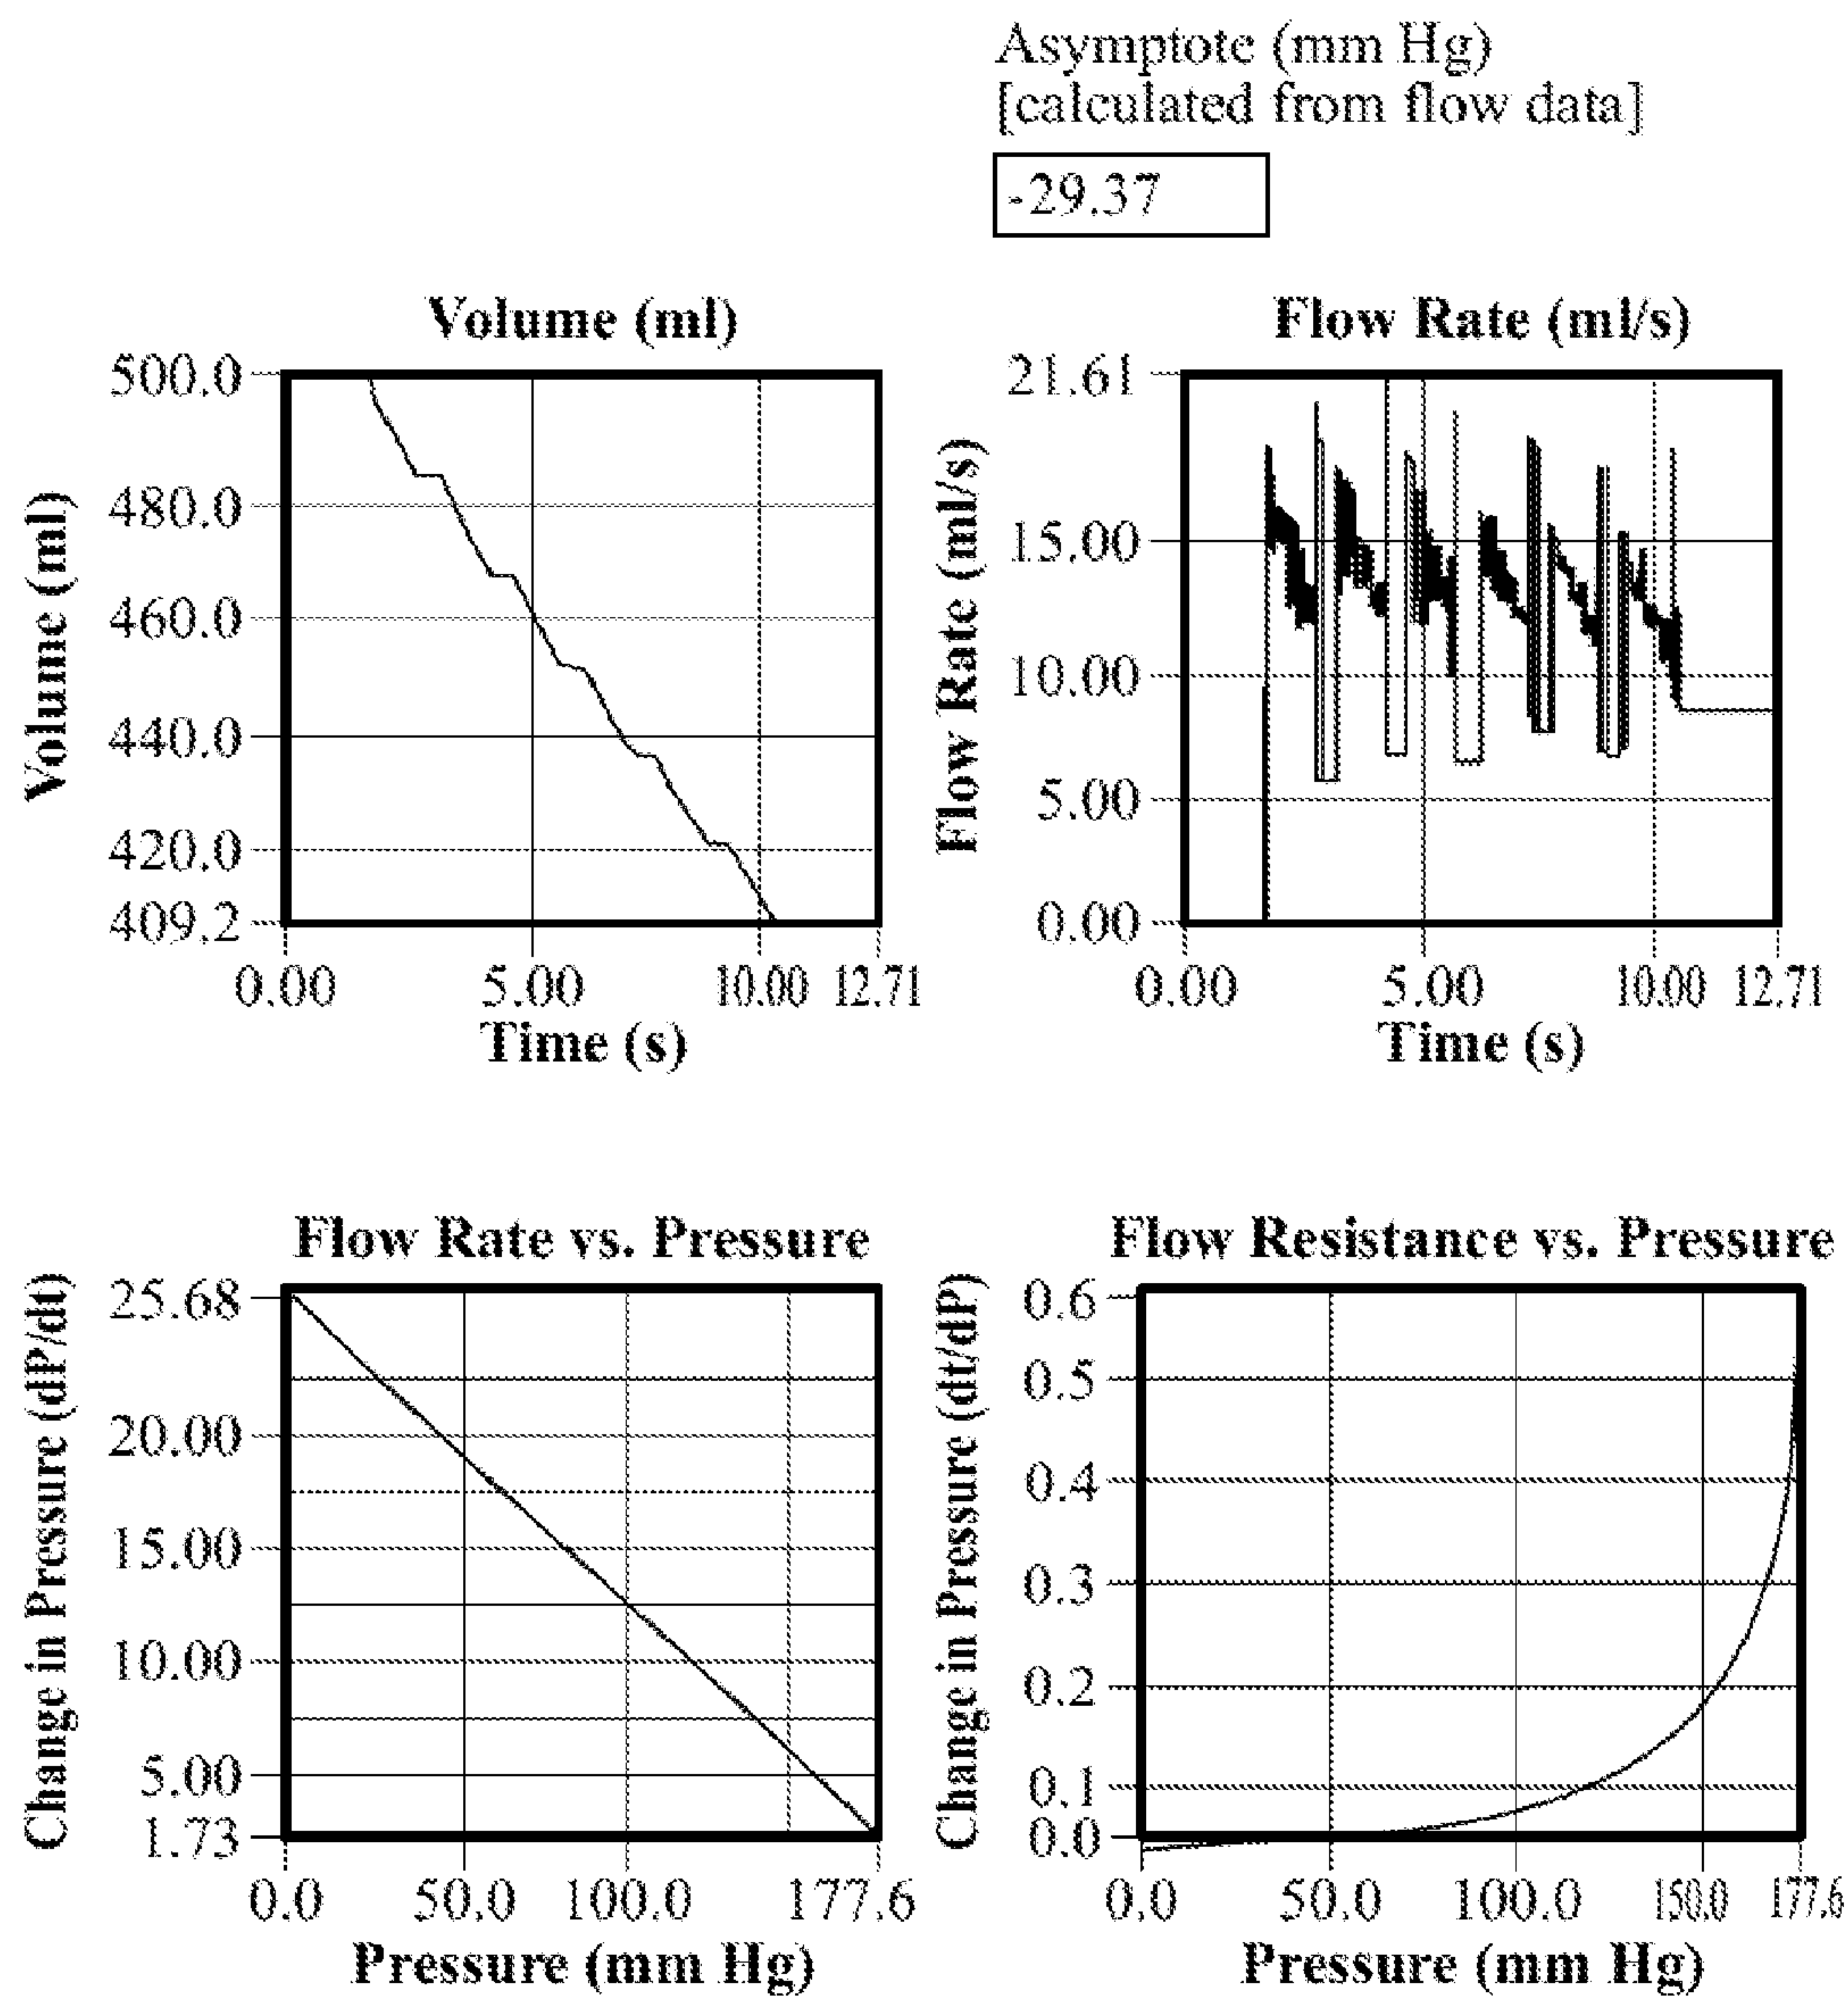 Asymptote (mm Hg)
[calculated from flow data]
-29.37
Volume (ml)
Volume (ml)
500.0
480.0
460.0
440.0
420.0
409.2
0.00 5.00 10.00 12.71
Time (s)
Flow Rate (ml/s)
Flow Rate (ml/s)
21.61
15.00
10.00
5.00
0.00
0.00 5.00 10.00 12.71
Time (s)
Flow Rate vs. Pressure
Change in Pressure (dP/dt)
25.68
20.00
15.00
10.00
5.00
1.73
0.0 50.0 100.0 177.6
Pressure (mm Hg)
Flow Resistance vs. Pressure
Change in Pressure (dt/dP)
0.6
0.5
0.4
0.3
0.2
0.1
0.0
0.0 50.0 100.0 150.0 177.6
Pressure (mm Hg)